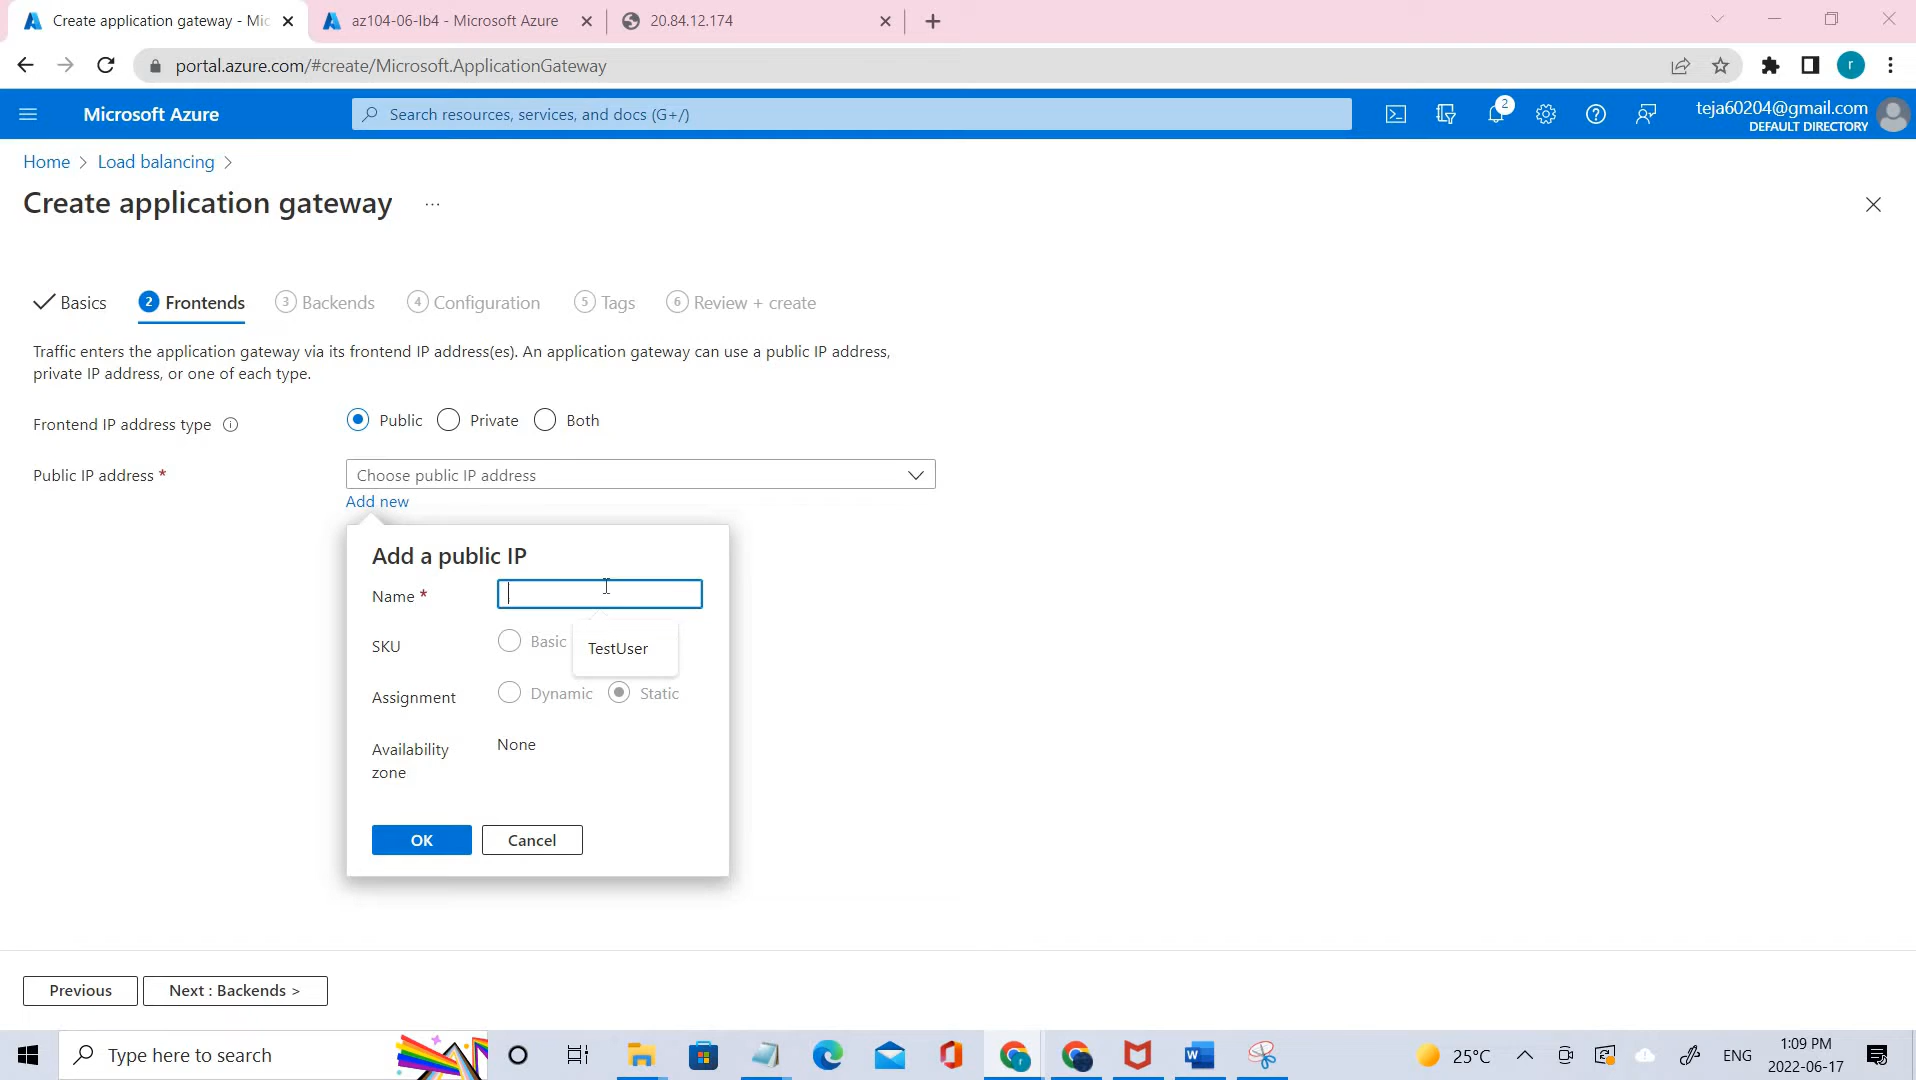 Create application gateway - Mic
az104-06-lb4 - Microsoft Azure
20.84.12.174
portal.azure.com/#create/Microsoft.ApplicationGateway
r
Microsoft Azure
Search resources, services, and docs (G+/)
2
teja60204@gmail.com
DEFAULT DIRECTORY
Home > Load balancing >
Create application gateway ...
Basics
2 Frontends
3 Backends
4 Configuration
5 Tags
6 Review + create
Traffic enters the application gateway via its frontend IP address(es). An application gateway can use a public IP address,
private IP address, or one of each type.
Frontend IP address type
Public
Private
Both
Public IP address *
Choose public IP address
Add new
Add a public IP
Name *
SKU
Basic
TestUser
Assignment
Dynamic
Static
Availability
zone
None
OK
Cancel
Previous
Next : Backends >
Type here to search
25°C
ENG
1:09 PM
2022-06-17